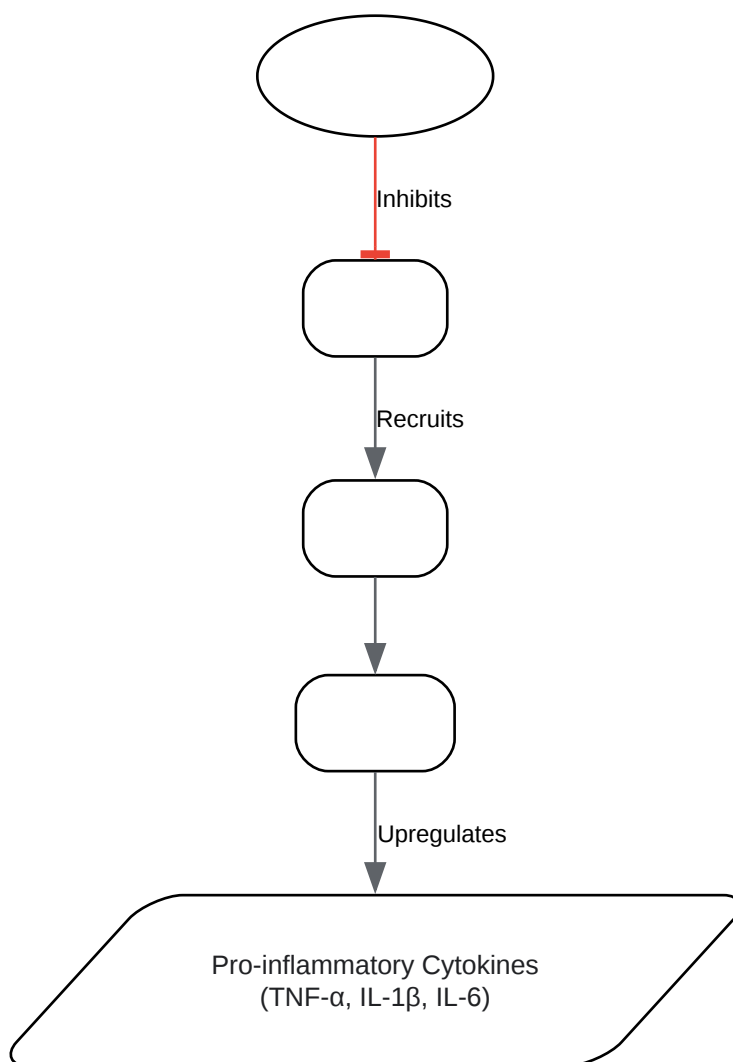 Inhibits
Recruits
Upregulates
Pro-inflammatory Cytokines
(TNF-α, IL-1β, IL-6)